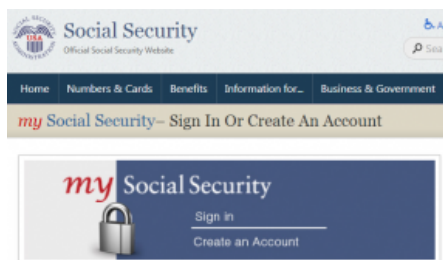 Social Security
Official Social Security Website
Home Numbers & Cards Benefits Information for... Business & Government
my Social Security– Sign In Or Create An Account
my Social Security
Sign in
Create an Account